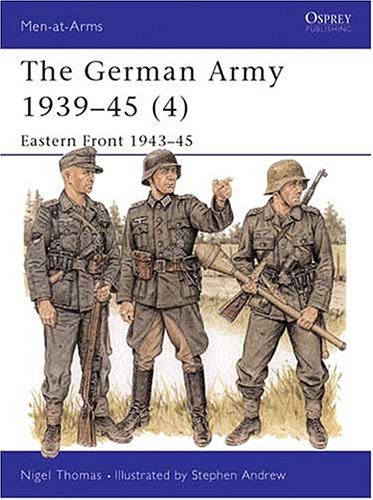 Men-at-Arms
OSPREY
PUBLISHING
The German Army
1939–45 (4)
Eastern Front 1943–45
Nigel Thomas • Illustrated by Stephen Andrew